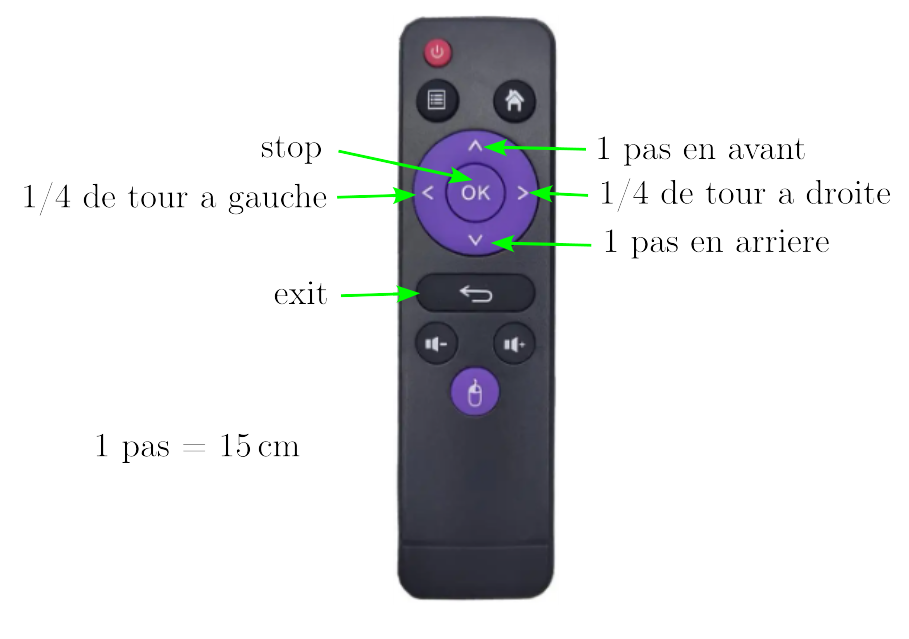 stop
1 pas en avant
1/4 de tour a gauche
OK
1/4 de tour a droite
1 pas en arriere
exit
1 pas = 15 cm